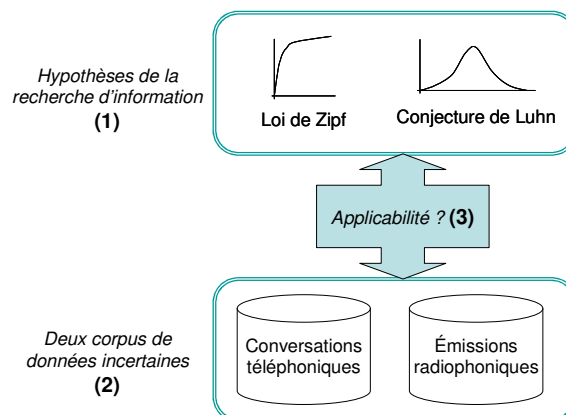 Hypothèses de la
recherche d'information
(1)
Loi de Zipf
Conjecture de Luhn
Applicabilité ? (3)
Deux corpus de
données incertaines
(2)
Conversations
téléphoniques
Émissions
radiophoniques